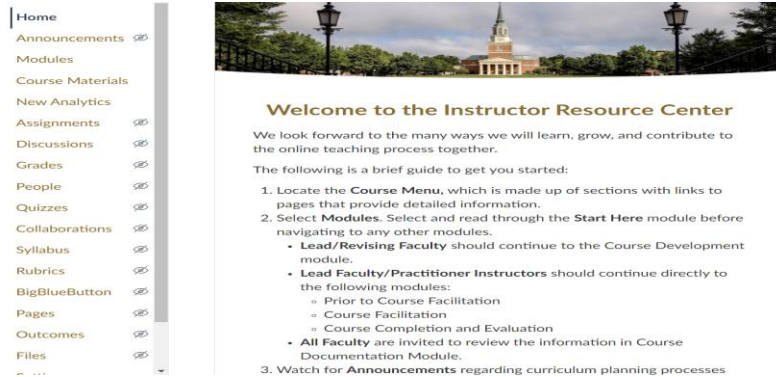 Home
Announcements
Modules
Course Materials
New Analytics
Assignments
Discussions
Grades
People
Quizzes
Collaborations
Syllabus
Rubrics
BigBlueButton
Pages
Outcomes
Files
Welcome to the Instructor Resource Center
We look forward to the many ways we will learn, grow, and contribute to
the online teaching process together.
The following is a brief guide to get you started:
1. Locate the Course Menu, which is made up of sections with links to
pages that provide detailed information.
2. Select Modules. Select and read through the Start Here module before
navigating to any other modules.
• Lead/Revising Faculty should continue to the Course Development
module.
• Lead Faculty/Practitioner Instructors should continue directly to
the following modules:
◦ Prior to Course Facilitation
◦ Course Facilitation
◦ Course Completion and Evaluation
• All Faculty are invited to review the information in Course
Documentation Module.
3. Watch for Announcements regarding curriculum planning processes